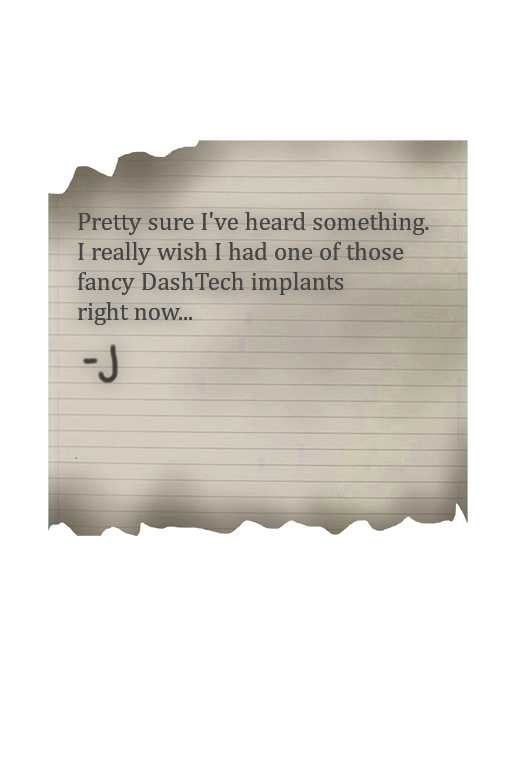 Pretty sure I've heard something.
I really wish I had one of those
fancy DashTech implants
right now...
-J